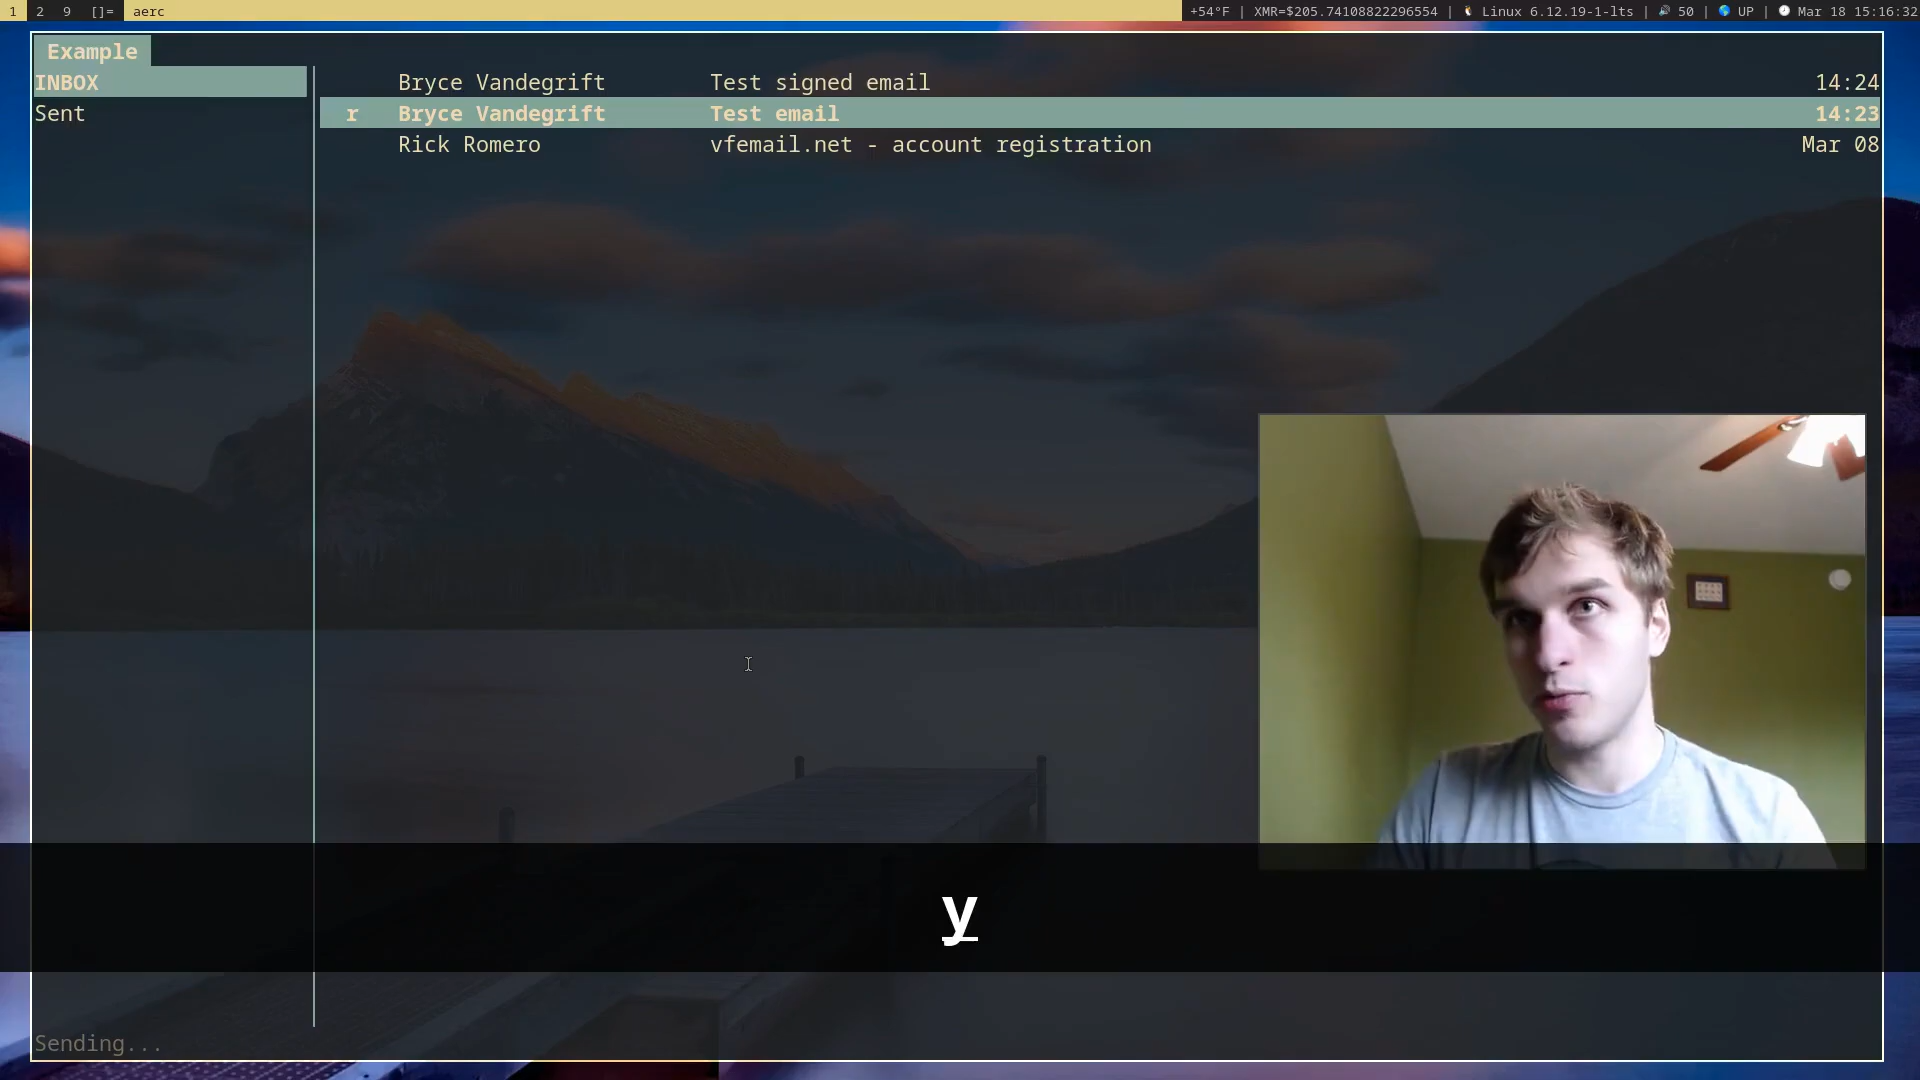 1 2 9 []= aerc +54°F | XMR=$205.74108822296554 | Linux 6.12.19-1-lts | 50 | UP | Mar 18 15:16:32
Example
INBOX
Sent
Bryce Vandegrift Test signed email 14:24
r Bryce Vandegrift Test email 14:23
Rick Romero vfemail.net - account registration Mar 08
y
Sending...